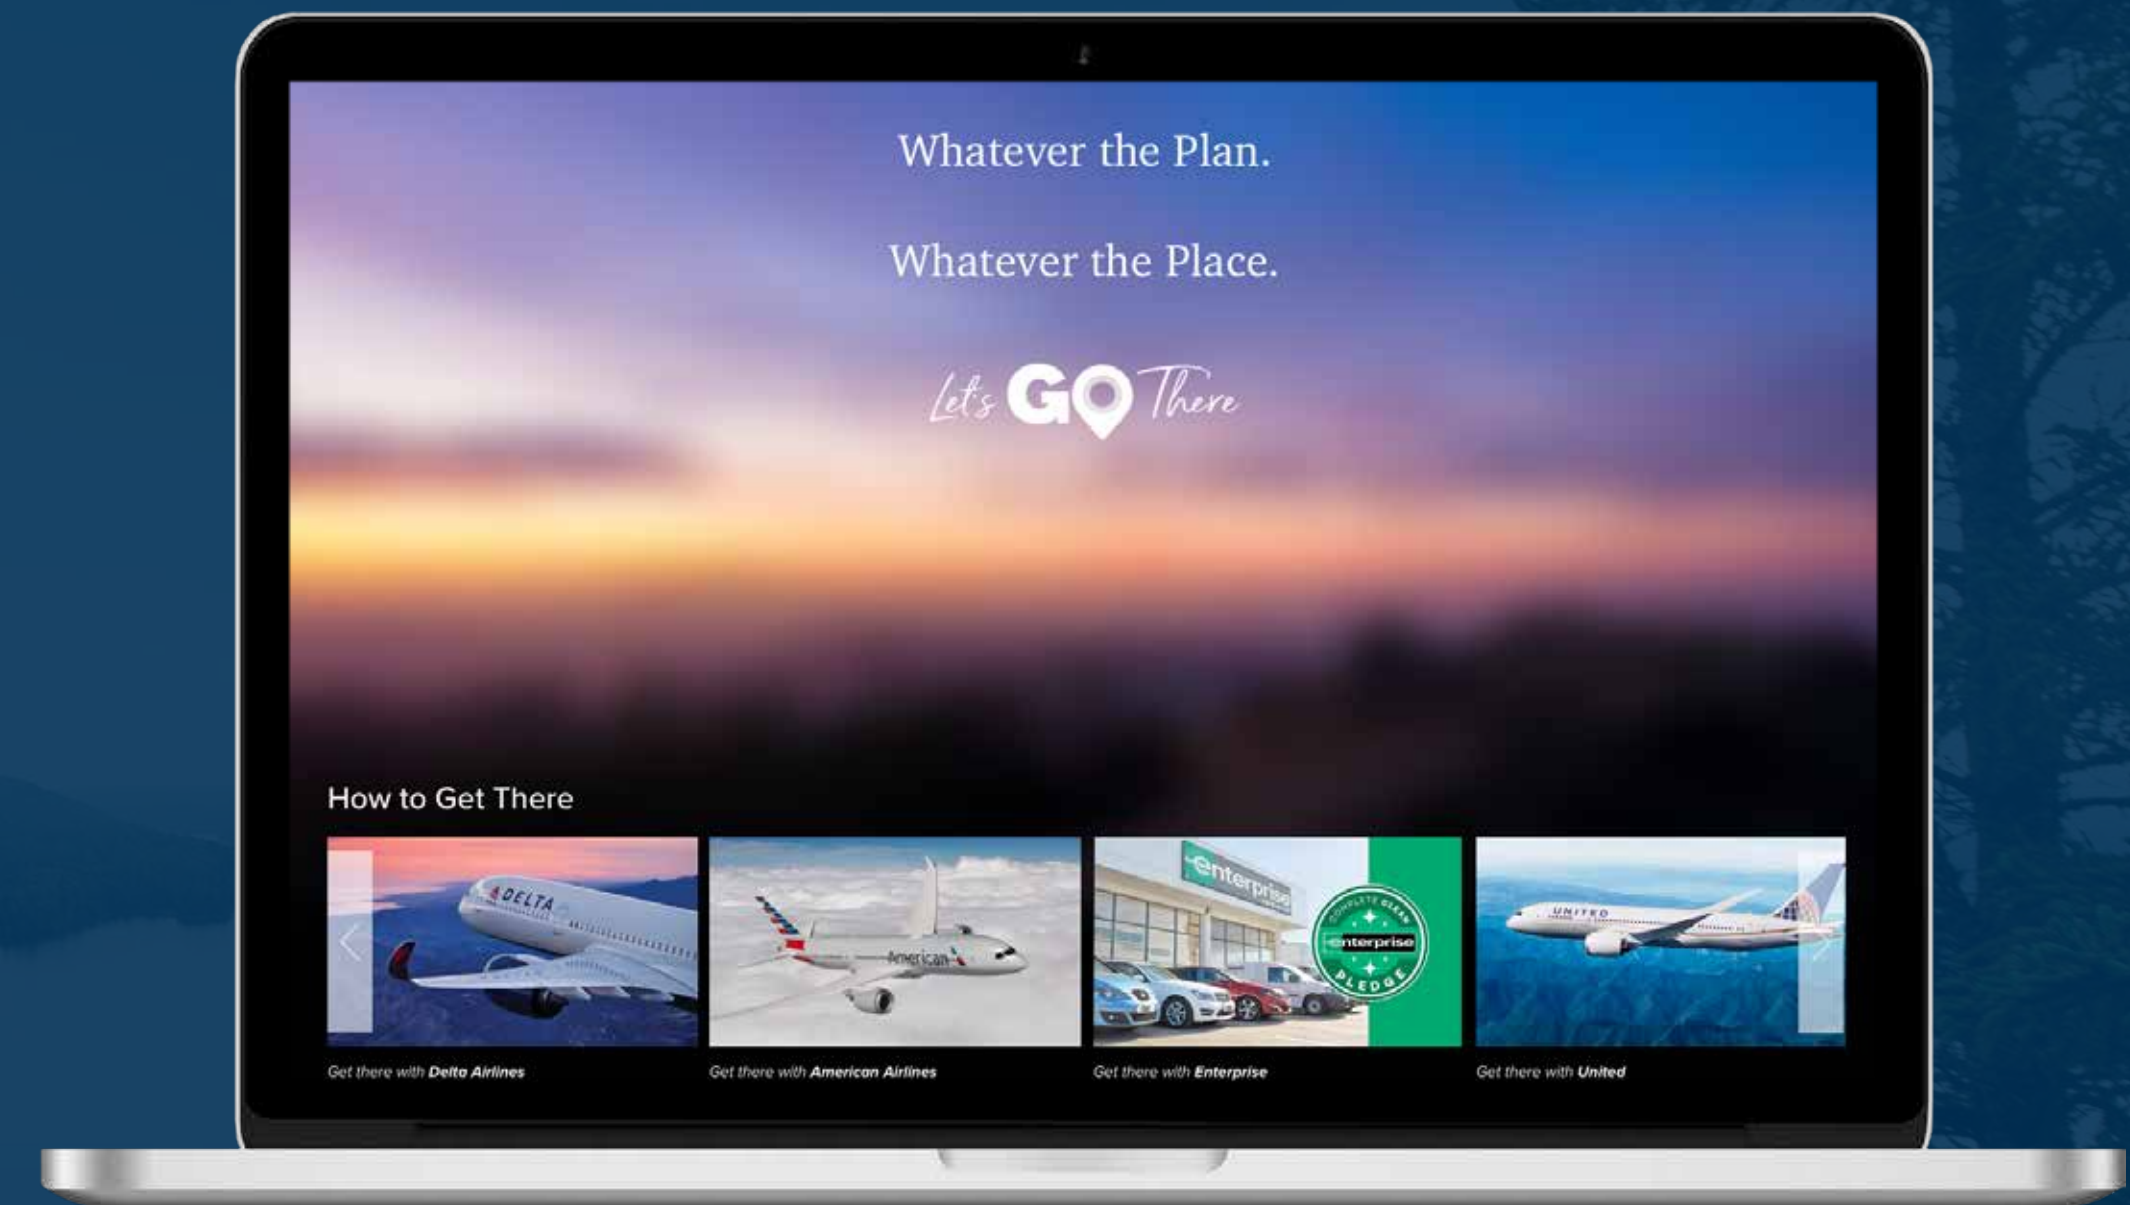 Whatever the Plan.
Whatever the Place.
Let's GO There
How to Get There
DELTA
American
enterprise
COMPLETE CLEAN
enterprise
PLEDGE
UNITED
Get there with Delta Airlines
Get there with American Airlines
Get there with Enterprise
Get there with United